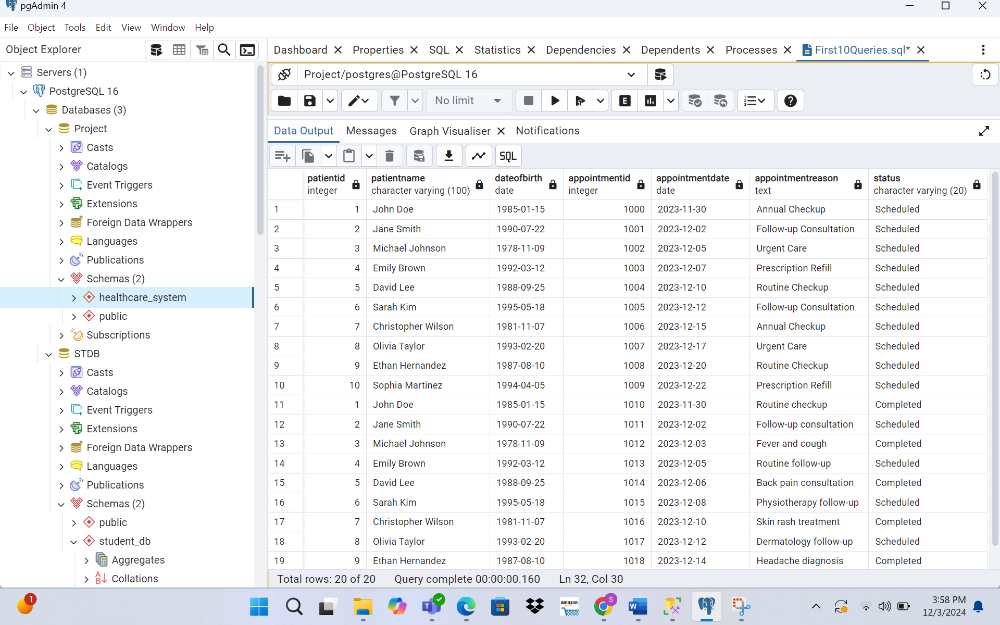 pgAdmin 4
File Object Tools Edit View Window Help
Object Explorer
Servers (1)
PostgreSQL 16
Databases (3)
Project
Casts
Catalogs
Event Triggers
Extensions
Foreign Data Wrappers
Languages
Publications
Schemas (2)
healthcare_system
public
Subscriptions
STDB
Casts
Catalogs
Event Triggers
Extensions
Foreign Data Wrappers
Languages
Publications
Schemas (2)
public
student_db
Aggregates
Collations
Dashboard Properties SQL Statistics Dependencies Dependents Processes First10Queries.sql*
Project/postgres@PostgreSQL 16
No limit E
Data Output Messages Graph Visualiser Notifications
SQL
patientid patientname dateofbirth appointmentid appointmentdate appointmentreason status
integer character varying (100) date integer date text character varying (20)
1 1 John Doe 1985-01-15 1000 2023-11-30 Annual Checkup Scheduled
2 2 Jane Smith 1990-07-22 1001 2023-12-02 Follow-up Consultation Scheduled
3 3 Michael Johnson 1978-11-09 1002 2023-12-05 Urgent Care Scheduled
4 4 Emily Brown 1992-03-12 1003 2023-12-07 Prescription Refill Scheduled
5 5 David Lee 1988-09-25 1004 2023-12-10 Routine Checkup Scheduled
6 6 Sarah Kim 1995-05-18 1005 2023-12-12 Follow-up Consultation Scheduled
7 7 Christopher Wilson 1981-11-07 1006 2023-12-15 Annual Checkup Scheduled
8 8 Olivia Taylor 1993-02-20 1007 2023-12-17 Urgent Care Scheduled
9 9 Ethan Hernandez 1987-08-10 1008 2023-12-20 Routine Checkup Scheduled
10 10 Sophia Martinez 1994-04-05 1009 2023-12-22 Prescription Refill Scheduled
11 1 John Doe 1985-01-15 1010 2023-11-30 Routine checkup Completed
12 2 Jane Smith 1990-07-22 1011 2023-12-02 Follow-up consultation Scheduled
13 3 Michael Johnson 1978-11-09 1012 2023-12-03 Fever and cough Completed
14 4 Emily Brown 1992-03-12 1013 2023-12-05 Routine follow-up Scheduled
15 5 David Lee 1988-09-25 1014 2023-12-06 Back pain consultation Completed
16 6 Sarah Kim 1995-05-18 1015 2023-12-08 Physiotherapy follow-up Scheduled
17 7 Christopher Wilson 1981-11-07 1016 2023-12-10 Skin rash treatment Completed
18 8 Olivia Taylor 1993-02-20 1017 2023-12-12 Dermatology follow-up Scheduled
19 9 Ethan Hernandez 1987-08-10 1018 2023-12-14 Headache diagnosis Completed
Total rows: 20 of 20 Query complete 00:00:00.160 Ln 32, Col 30
1 T amazon S W 3:58 PM
12/3/2024